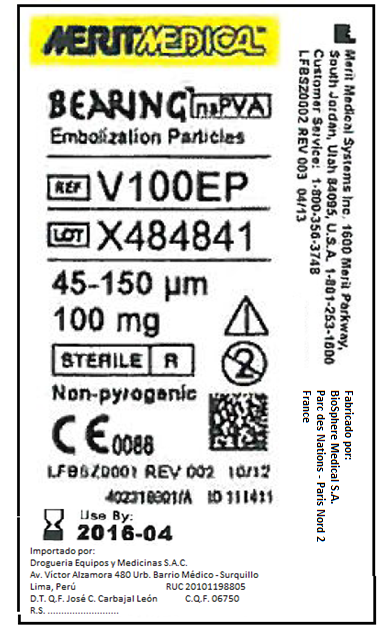 MERITMEDICAL
BEARING nsPVA
Embolization Particles
REF V100EP
LOT X484841
45-150 µm
100 mg
STERILE R
2
Non-pyrogenic
CE 0086
LFBSZ0001 REV 002 10/12
402318001/A ID 111411
Use By:
2016-04
Merit Medical Systems Inc. 1600 Merit Parkway,
South Jordan, Utah 84095, U.S.A. 1-801-253-1600
Customer Service: 1-800-356-3748
LFBSZ0002 REV 003 04/13
Fabricado por:
BioSphere Medical S.A.
Parc des Nations - Paris Nord 2
France
Importado por:
Drogueria Equipos y Medicinas S.A.C.
Av. Victor Alzamora 480 Urb. Barrio Médico - Surquillo
Lima, Perú RUC 20101198805
D.T. Q.F. José C. Carbajal León C.Q.F. 06750
R.S. ..........................